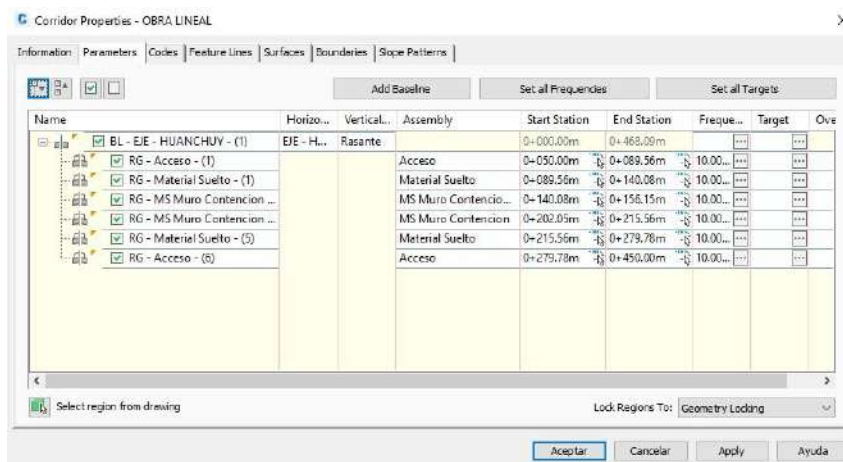 Corridor Properties - OBRA LINEAL
Information Parameters Codes Feature Lines Surfaces Boundaries Slope Patterns
Add Baseline Set all Frequencies Set all Targets
Name Horizo... Vertical... Assembly Start Station End Station Freque... Target Ove
BL - EJE - HUANCHUY - (1) EJE - H... Rasante 0+000.00m 0+468.09m
RG - Acceso - (1) Acceso 0+050.00m 0+089.56m 10.00...
RG - Material Suelto - (1) Material Suelto 0+089.56m 0+140.08m 10.00...
RG - MS Muro Contencion ... MS Muro Contencio... 0+140.08m 0+156.15m 10.00...
RG - MS Muro Contencion ... MS Muro Contencion 0+202.05m 0+215.56m 10.00...
RG - Material Suelto - (5) Material Suelto 0+215.56m 0+279.78m 10.00...
RG - Acceso - (6) Acceso 0+279.78m 0+450.00m 10.00...
Select region from drawing Lock Regions To: Geometry Locking
Aceptar Cancelar Apply Ayuda